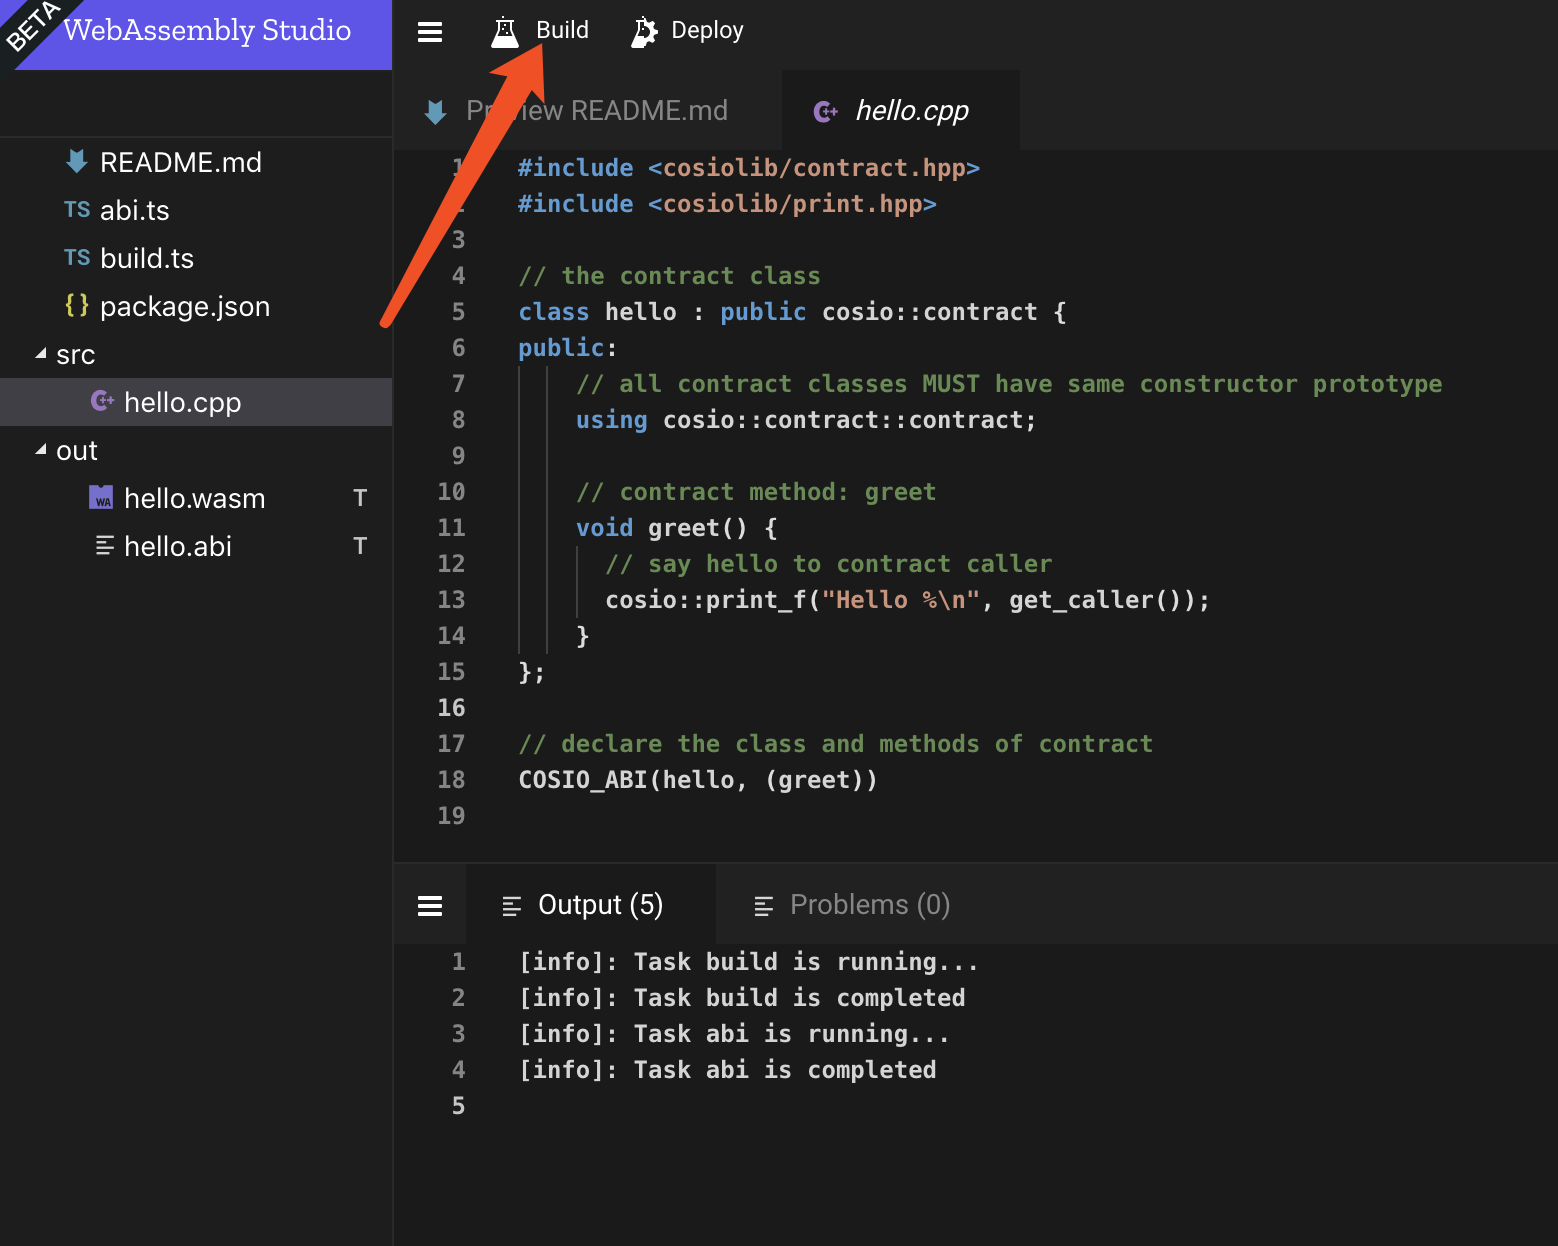 BETA
WebAssembly Studio
Build
Deploy
Preview README.md
hello.cpp
README.md
TS abi.ts
TS build.ts
{} package.json
src
hello.cpp
out
WA hello.wasm T
hello.abi T
1 #include <cosiolib/contract.hpp>
2 #include <cosiolib/print.hpp>
3
4 // the contract class
5 class hello : public cosio::contract {
6 public:
7 // all contract classes MUST have same constructor prototype
8 using cosio::contract::contract;
9
10 // contract method: greet
11 void greet() {
12 // say hello to contract caller
13 cosio::print_f("Hello %\n", get_caller());
14 }
15 };
16
17 // declare the class and methods of contract
18 COSIO_ABI(hello, (greet))
19
Output (5)
Problems (0)
1 [info]: Task build is running...
2 [info]: Task build is completed
3 [info]: Task abi is running...
4 [info]: Task abi is completed
5